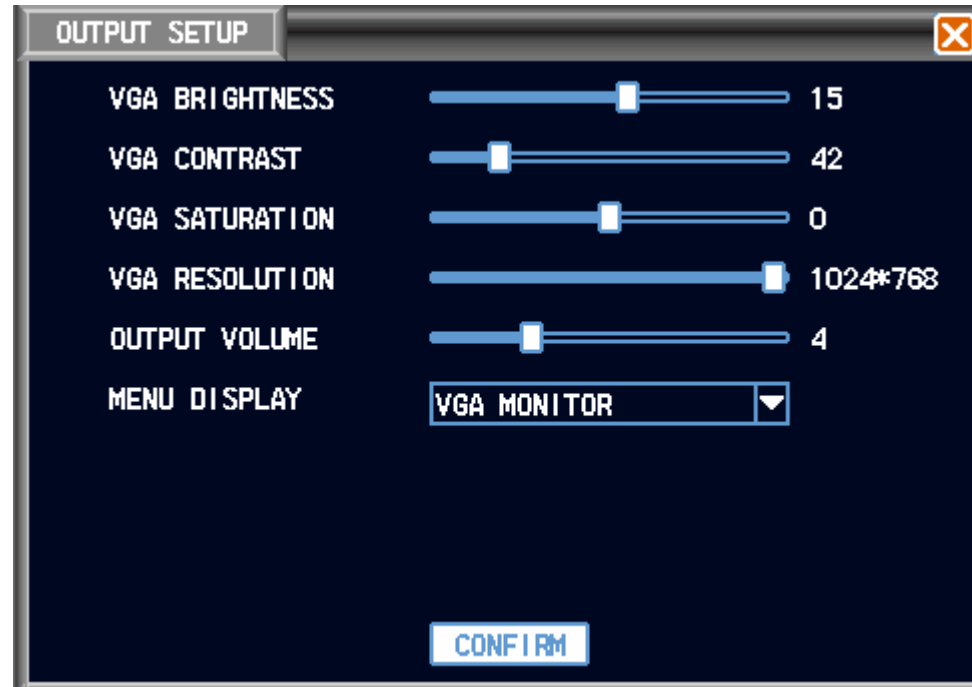 OUTPUT SETUP
VGA BRIGHTNESS 15
VGA CONTRAST 42
VGA SATURATION 0
VGA RESOLUTION 1024*768
OUTPUT VOLUME 4
MENU DISPLAY VGA MONITOR
CONFIRM